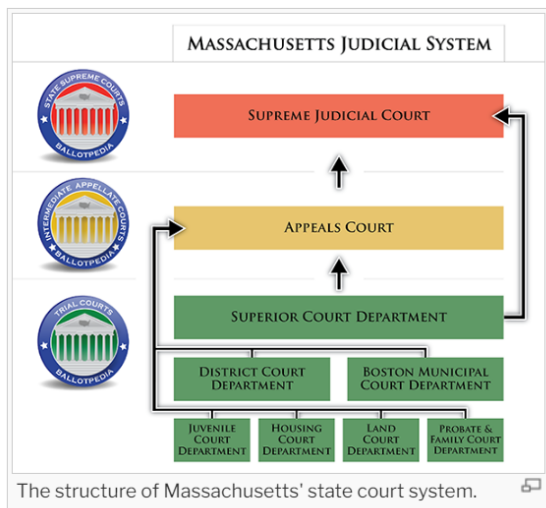 MASSACHUSETTS JUDICIAL SYSTEM
STATE SUPREME COURTS
BALLOTPEDIA
SUPREME JUDICIAL COURT
INTERMEDIATE APPELLATE COURTS
BALLOTPEDIA
APPEALS COURT
TRIAL COURTS
BALLOTPEDIA
SUPERIOR COURT DEPARTMENT
DISTRICT COURT
DEPARTMENT
BOSTON MUNICIPAL
COURT DEPARTMENT
JUVENILE
COURT
DEPARTMENT
HOUSING
COURT
DEPARTMENT
LAND
COURT
DEPARTMENT
PROBATE &
FAMILY COURT
DEPARTMENT
The structure of Massachusetts' state court system.